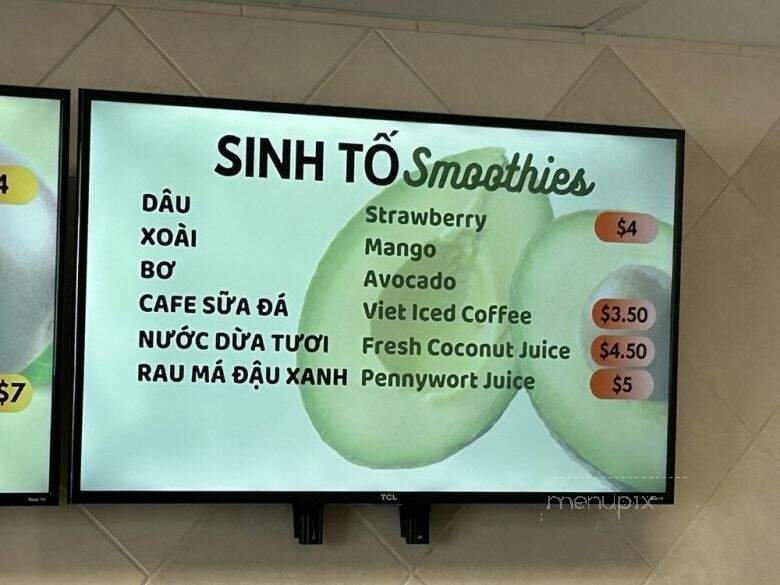 SINH TỐ Smoothies
DÂU Strawberry $4
XOÀI Mango
BƠ Avocado
CAFE SỮA ĐÁ Viet Iced Coffee $3.50
NƯỚC DỪA TƯƠI Fresh Coconut Juice $4.50
RAU MÁ ĐẬU XANH Pennywort Juice $5
4
$7
TCL
menupix